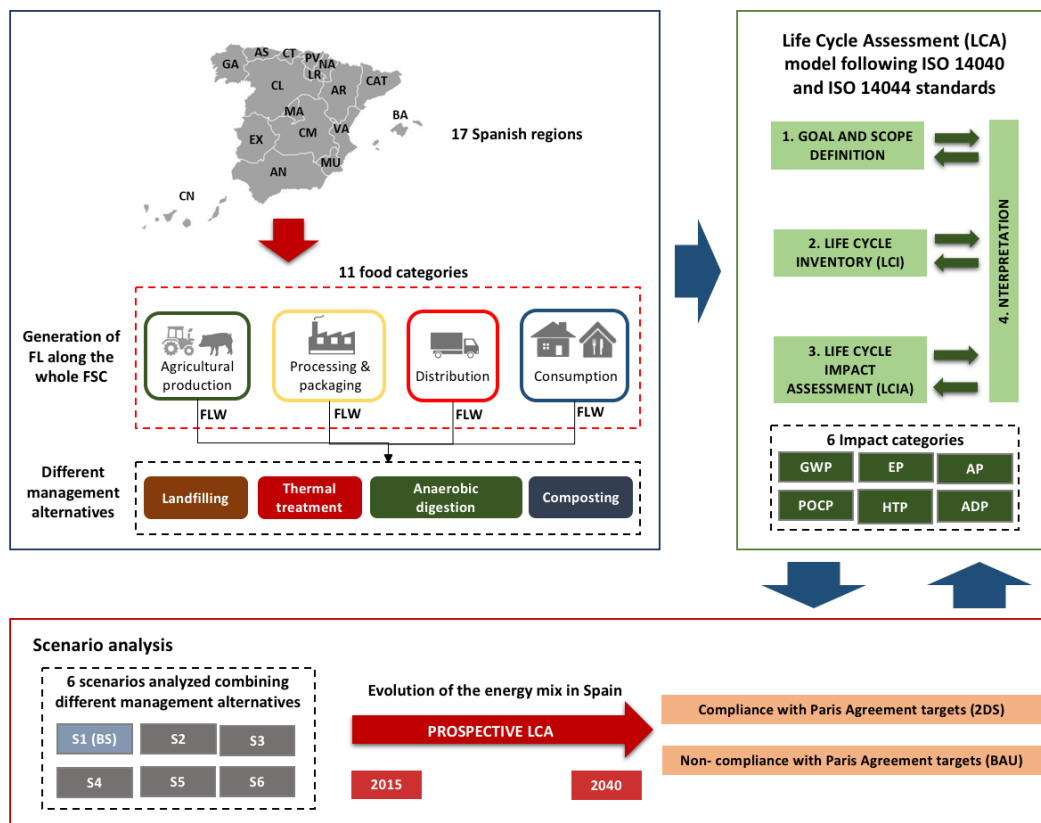 AS
CT
PV
NA
GA
LR
CL
AR
CAT
MA
BA
EX
CM
VA
MU
AN
CN
17 Spanish regions
11 food categories
Generation of
FL along the
whole FSC
Agricultural
production
Processing &
packaging
Distribution
Consumption
FLW
FLW
FLW
FLW
Different
management
alternatives
Landfilling
Thermal
treatment
Anaerobic
digestion
Composting
Life Cycle Assessment (LCA)
model following ISO 14040
and ISO 14044 standards
1. GOAL AND SCOPE
DEFINITION
2. LIFE CYCLE
INVENTORY (LCI)
3. LIFE CYCLE
IMPACT
ASSESSMENT (LCIA)
4. NTERPRETATION
6 Impact categories
GWP
EP
AP
POCP
HTP
ADP
Scenario analysis
6 scenarios analyzed combining
different management alternatives
S1 (BS)
S2
S3
S4
S5
S6
Evolution of the energy mix in Spain
PROSPECTIVE LCA
2015
2040
Compliance with Paris Agreement targets (2DS)
Non- compliance with Paris Agreement targets (BAU)